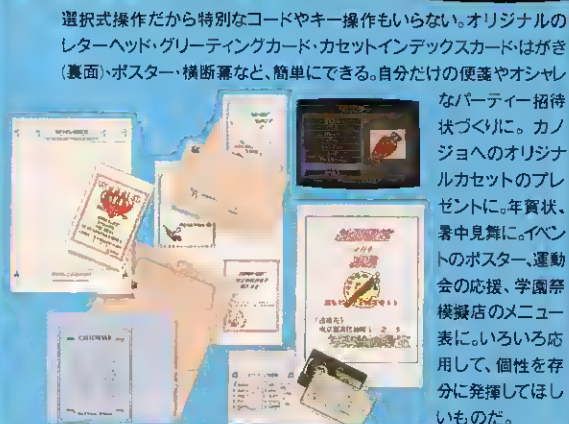 選択式操作だから特別なコードやキー操作もいらない。オリジナルの
レターヘッド・グリーティングカード・カセットインデックスカード・はがき
(裏面)・ポスター・横断幕など、簡単にできる。自分だけの便箋やオシャレ
なパーティー招待
状づくりに。カノ
ジョへのオリジナ
ルカセットのプレ
ゼントに。年賀状、
暑中見舞に。イベン
トのポスター、運動
会の応援、学園祭
模擬店のメニュー
表に。いろいろ応
用して、個性を存
分に発揮してほし
いものだ。